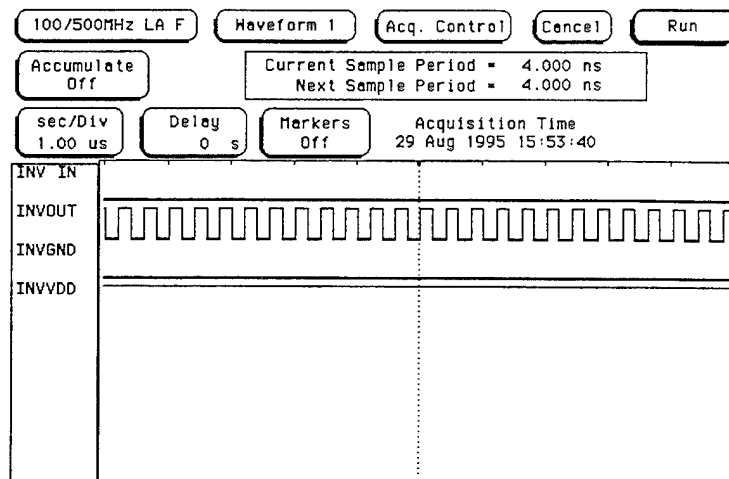 100/500MHz LA F Waveform 1 Acq. Control Cancel Run
Accumulate
Off
Current Sample Period = 4.000 ns
Next Sample Period = 4.000 ns
sec/Div
1.00 us
Delay
0 s
Markers
Off
Acquisition Time
29 Aug 1995 15:53:40
INV IN
INVOUT
INVGND
INVVDD